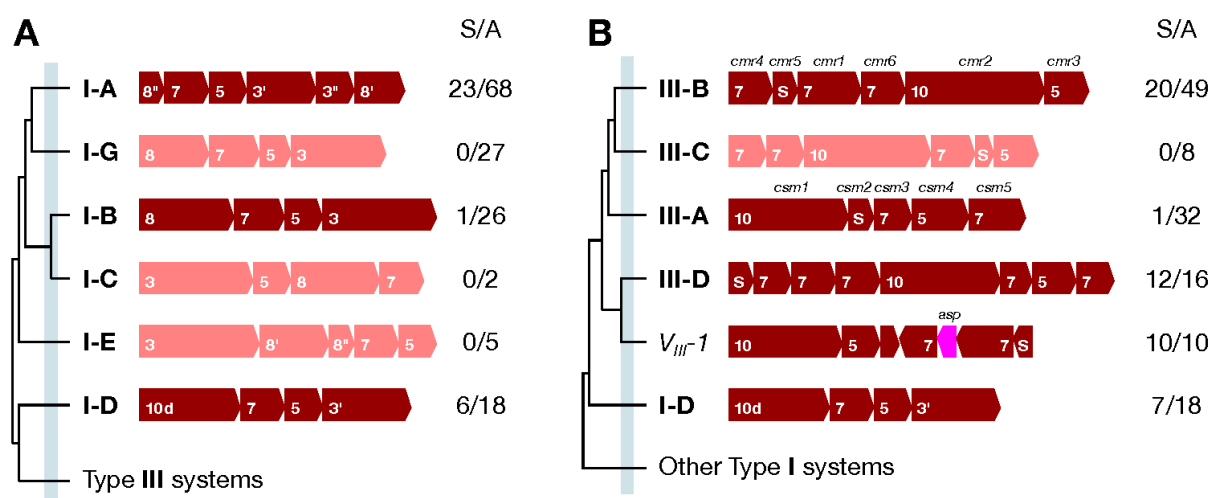 A
S/A
I-A
8" 7 5 3' 3" 8'
23/68
I-G
8 7 5 3
0/27
I-B
8 7 5 3
1/26
I-C
3 5 8 7
0/2
I-E
3 8' 8" 7 5
0/5
I-D
10d 7 5 3'
6/18
Type III systems
B
S/A
cmr4 cmr5 cmr1 cmr6 cmr2 cmr3
III-B
7 S 7 7 10 5
20/49
III-C
7 7 10 7 S 5
0/8
csm1 csm2 csm3 csm4 csm5
III-A
10 S 7 5 7
1/32
III-D
S 7 7 7 10 7 5 7
12/16
asp
VIII-1
10 5 7 7 S
10/10
I-D
10d 7 5 3'
7/18
Other Type I systems